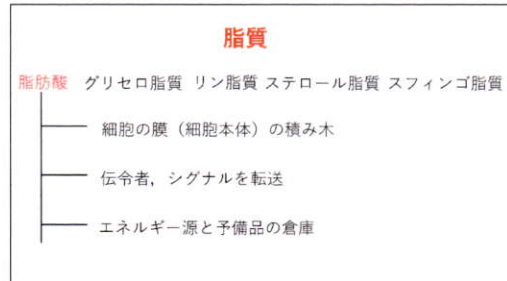 脂質
脂肪酸 グリセロ脂質 リン脂質 ステロール脂質 スフィンゴ脂質
細胞の膜（細胞本体）の積み木
伝令者，シグナルを転送
エネルギー源と予備品の倉庫